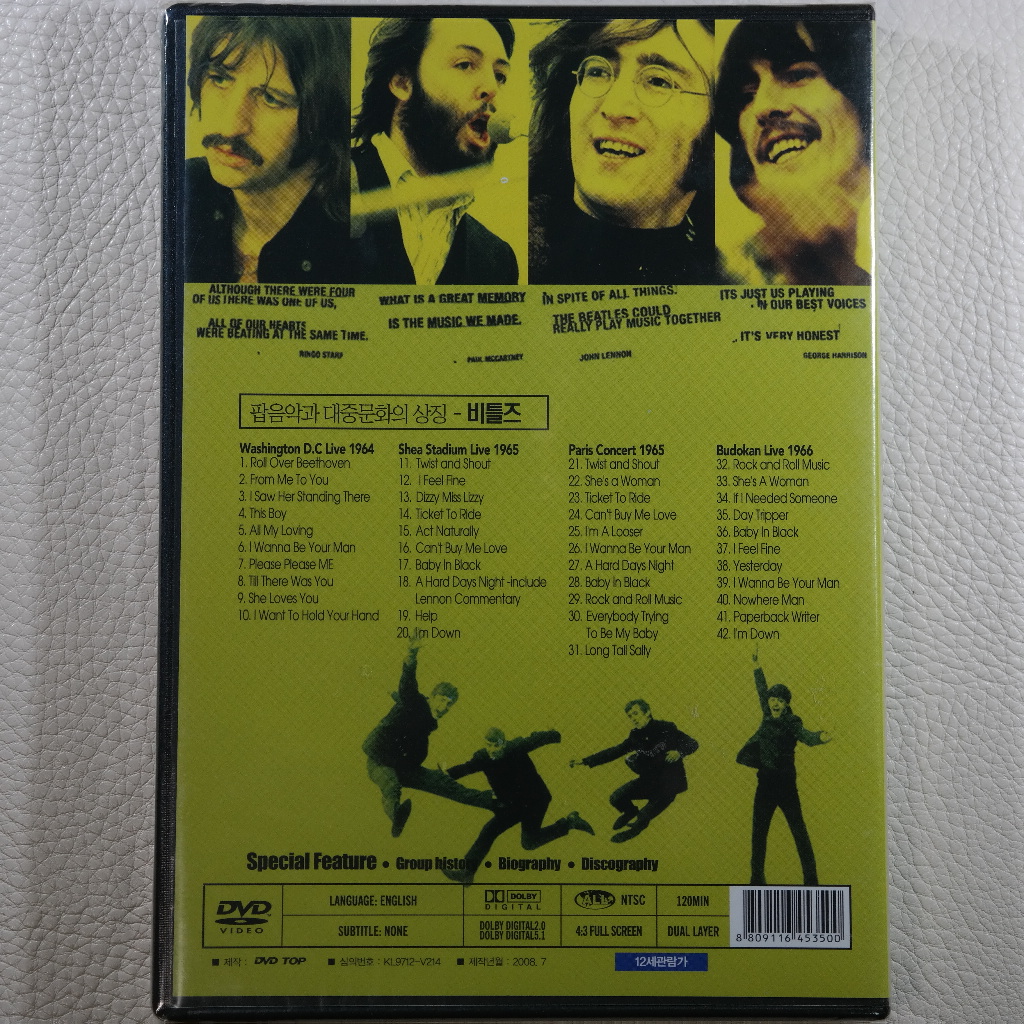 ALTHOUGH THERE WERE FOUR
OF US THERE WAS ONE OF US,
ALL OF OUR HEARTS
WERE BEATING AT THE SAME TIME.
RINGO STARR
WHAT IS A GREAT MEMORY
IS THE MUSIC WE MADE.
PAUL MCCARTNEY
IN SPITE OF ALL THINGS.
THE BEATLES COULD
REALLY PLAY MUSIC TOGETHER
JOHN LENNON
ITS JUST US PLAYING
IN OUR BEST VOICES
IT'S VERY HONEST
GEORGE HARRISON
팝음악과 대중문화의 상징 - 비틀즈
Washington D.C Live 1964
1. Roll Over Beethoven
2. From Me To You
3. I Saw Her Standing There
4. This Boy
5. All My Loving
6. I Wanna Be Your Man
7. Please Please ME
8. Till There Was You
9. She Loves You
10. I Want To Hold Your Hand
Shea Stadium Live 1965
11. Twist and Shout
12. I Feel Fine
13. Dizzy Miss Lizzy
14. Ticket To Ride
15. Act Naturally
16. Can't Buy Me Love
17. Baby In Black
18. A Hard Days Night -include
Lennon Commentary
19. Help
20. I'm Down
Paris Concert 1965
21. Twist and Shout
22. She's a Woman
23. Ticket To Ride
24. Can't Buy Me Love
25. I'm A Looser
26. I Wanna Be Your Man
27. A Hard Days Night
28. Baby In Black
29. Rock and Roll Music
30. Everybody Trying
To Be My Baby
31. Long Tall Sally
Budokan Live 1966
32. Rock and Roll Music
33. She's A Woman
34. If I Needed Someone
35. Day Tripper
36. Baby In Black
37. I Feel Fine
38. Yesterday
39. I Wanna Be Your Man
40. Nowhere Man
41. Paperback Writer
42. I'm Down
Special Feature • Group history • Biography • Discography
DVD VIDEO
LANGUAGE: ENGLISH
SUBTITLE: NONE
DOLBY DIGITAL
DOLBY DIGITAL2.0
DOLBY DIGITAL5.1
ALL NTSC
4:3 FULL SCREEN
120MIN
DUAL LAYER
8 809116 453500
■ 제작 : DVD TOP ■ 심의번호 : KL9712-V214 ■ 제작년월 : 2008. 7
12세관람가